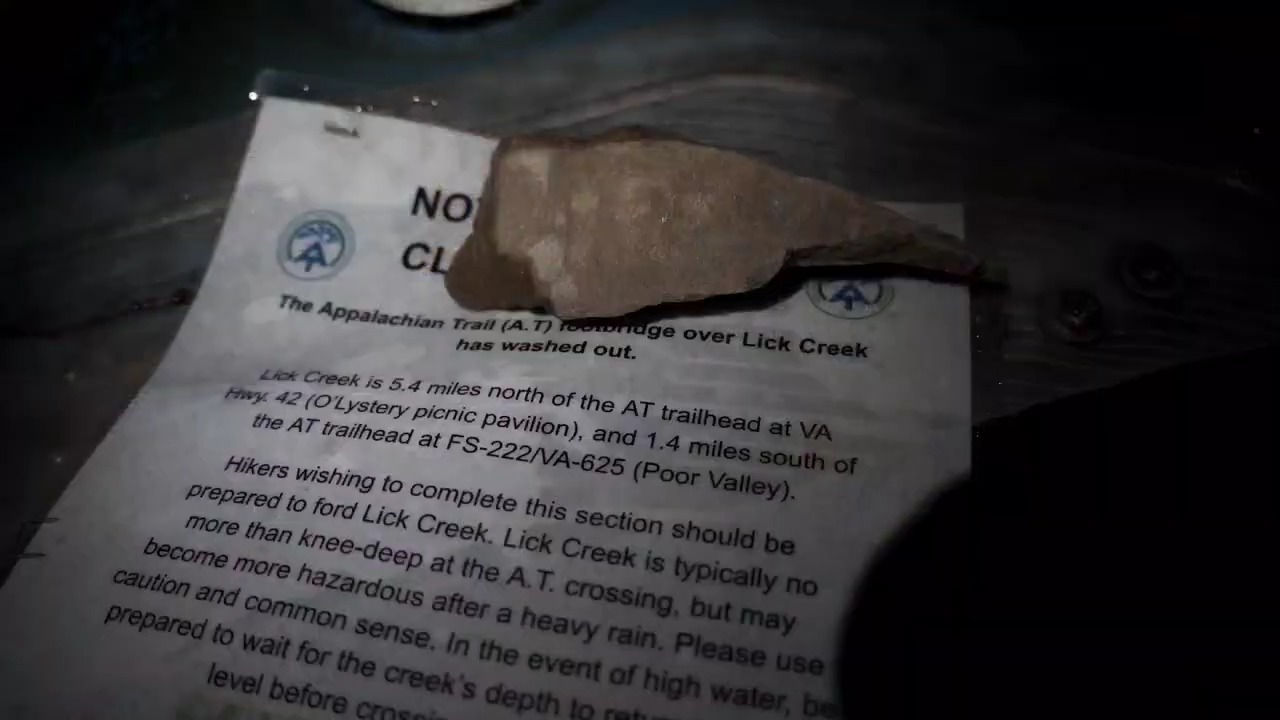 NO
CL
The Appalachian Trail (A.T) footbridge over Lick Creek
has washed out.
Lick Creek is 5.4 miles north of the AT trailhead at VA
Hwy. 42 (O'Lystery picnic pavilion), and 1.4 miles south of
the AT trailhead at FS-222/VA-625 (Poor Valley).
Hikers wishing to complete this section should be
prepared to ford Lick Creek. Lick Creek is typically no
more than knee-deep at the A.T. crossing, but may
become more hazardous after a heavy rain. Please use
caution and common sense. In the event of high water, be
prepared to wait for the creek's depth to retu
level before crossi